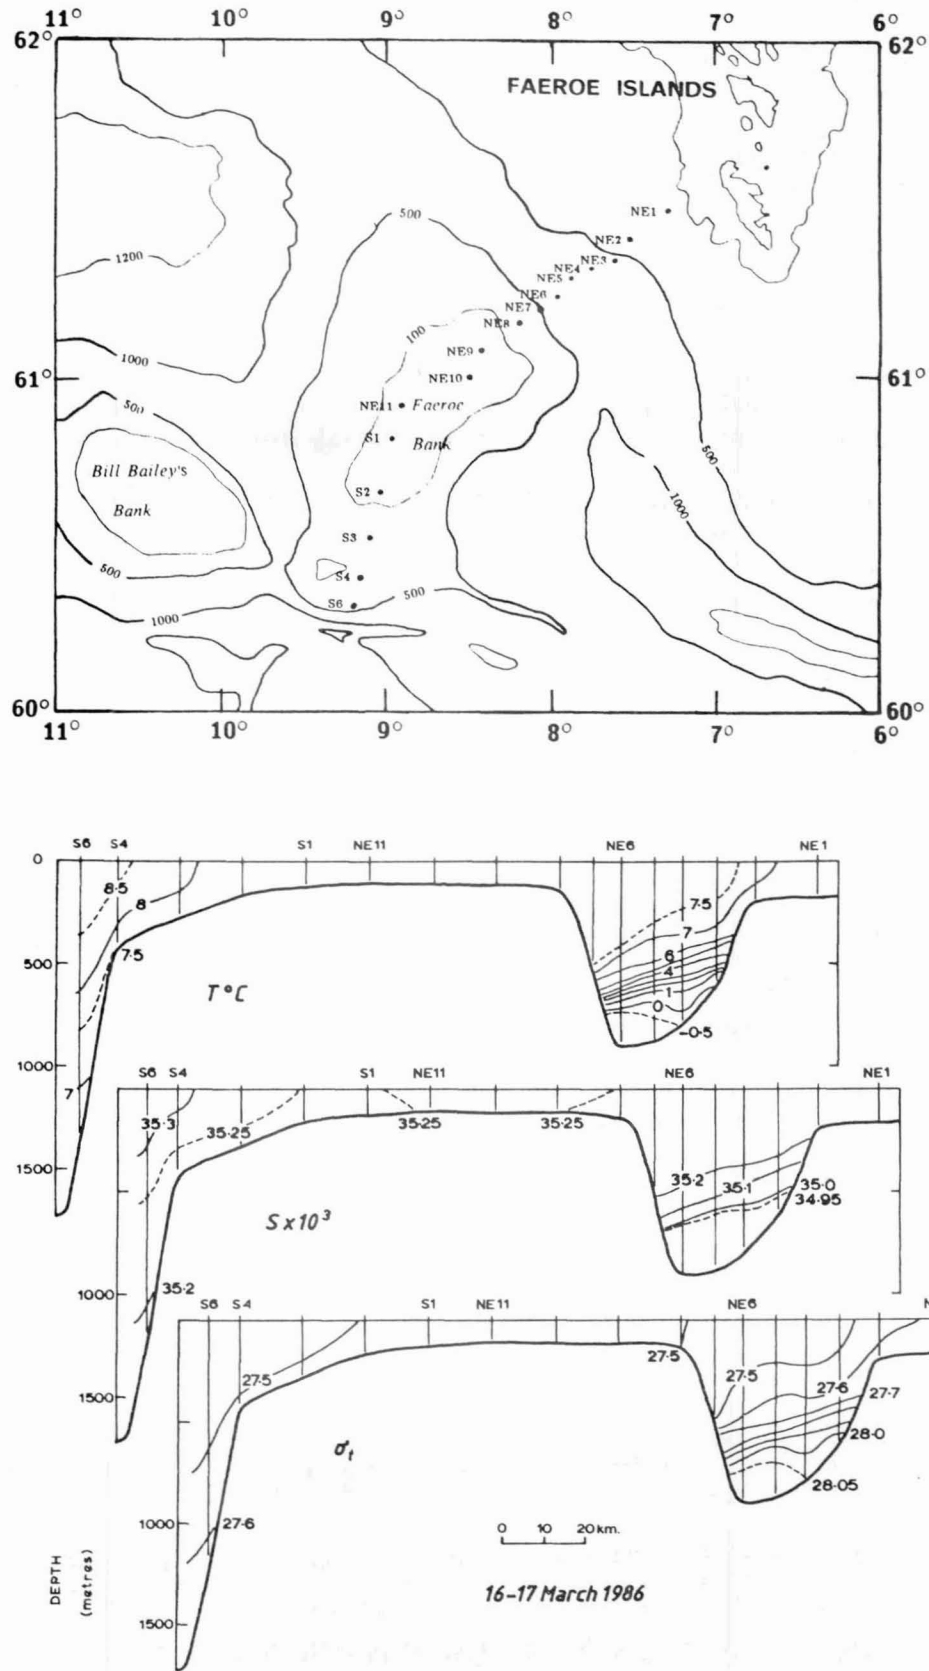 11° 10° 9° 8° 7° 6°
62° 62°
FAEROE ISLANDS
NE1
500
NE2
1200
NE3
NE4
NE5
NE6
NE7
100 NE8
1000
NE9
61° 61°
NE10
500
NE11 Faeroe
S1
Bank
500
Bill Bailey's
S2
1000
Bank
S3
500
S4
500
S6
1000
60° 60°
11° 10° 9° 8° 7° 6°
S6 S4 S1 NE11 NE6 NE1
0
8·5
8
7·5
7·5
7
6
500
4
T°C
1
0
-0·5
1000
7
S6 S4 S1 NE11 NE6 NE1
35·3 35·25 35·25 35·25
1500
35·2 35·1 35·0
34·95
S x 10³
1000
35·2
S6 S4 S1 NE11 NE6
27·5
27·5
27·5 27·6 27·7
1500
28·0
σt
28·05
1000
27·6
0 10 20 km.
DEPTH
(metres)
16-17 March 1986
1500